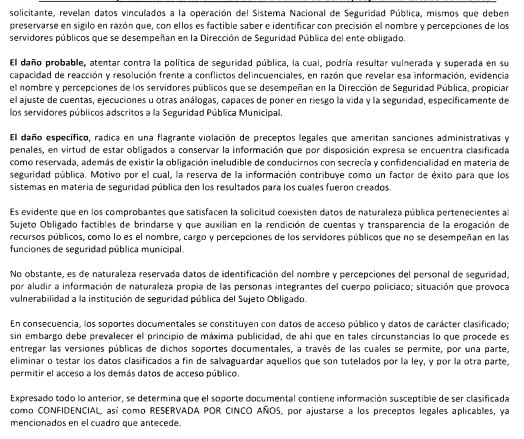 solicitante, revelan datos vinculados a la operación del Sistema Nacional de Seguridad Pública, mismos que deben
preservarse en sigilo en razón que, con ellos es factible saber e identificar con precisión el nombre y percepciones de los
servidores públicos que se desempeñan en la Dirección de Seguridad Pública del ente obligado.
El daño probable, atentar contra la política de seguridad pública, la cual, podría resultar vulnerada y superada en su
capacidad de reacción y resolución frente a conflictos delincuenciales, en razón que revelar esa información, evidencia
el nombre y percepciones de los servidores públicos que se desempeñan en la Dirección de Seguridad Pública, propiciar
el ajuste de cuentas, ejecuciones u otras análogas, capaces de poner en riesgo la vida y la seguridad, específicamente de
los servidores públicos adscritos a la Seguridad Pública Municipal.
El daño específico, radica en una flagrante violación de preceptos legales que ameritan sanciones administrativas y
penales, en virtud de estar obligados a conservar la información que por disposición expresa se encuentra clasificada
como reservada, además de existir la obligación ineludible de conducirnos con secrecía y confidencialidad en materia de
seguridad pública. Motivo por el cual, la reserva de la información contribuye como un factor de éxito para que los
sistemas en materia de seguridad pública den los resultados para los cuales fueron creados.
Es evidente que en los comprobantes que satisfacen la solicitud coexisten datos de naturaleza pública pertenecientes al
Sujeto Obligado factibles de brindarse y que auxilian en la rendición de cuentas y transparencia de la erogación de
recursos públicos, como lo es el nombre, cargo y percepciones de los servidores públicos que no se desempeñan en las
funciones de seguridad pública municipal.
No obstante, es de naturaleza reservada datos de identificación del nombre y percepciones del personal de seguridad,
por aludir a información de naturaleza propia de las personas integrantes del cuerpo policiaco; situación que provoca
vulnerabilidad a la institución de seguridad pública del Sujeto Obligado.
En consecuencia, los soportes documentales se constituyen con datos de acceso público y datos de carácter clasificado;
sin embargo debe prevalecer el principio de máxima publicidad, de ahí que en tales circunstancias lo que procede es
entregar las versiones públicas de dichos soportes documentales, a través de las cuales se permite, por una parte,
eliminar o testar los datos clasificados a fin de salvaguardar aquellos que son tutelados por la ley, y por la otra parte,
permitir el acceso a los demás datos de acceso público.
Expresado todo lo anterior, se determina que el soporte documental contiene información susceptible de ser clasificada
como CONFIDENCIAL, así como RESERVADA POR CINCO AÑOS, por ajustarse a los preceptos legales aplicables, ya
mencionados en el cuadro que antecede.